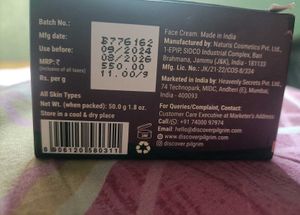 Batch No.:
B776162
Mfg date:
09/2024
Use before:
08/2026
MRP: ₹
550.00
(Inclusive of all taxes)
Rs. per g:
11.00/9
All Skin Types
Net Wt. (when packed): 50.0 g 1.8 oz.
Store in a cool & dry place
Face Cream. Made in India
Manufactured by: Naturis Cosmetics Pvt. Ltd.,
1-EPIP, SIDCO Industrial Complex, Bari
Brahmana, Jammu (J&K), India - 181133
Mfg. Lic. No.: JK/21-22/COS B/334
Marketed in India by: Heavenly Secrets Pvt. Ltd.,
74 Technopark, MIDC, Andheri (E), Mumbai,
India - 400093
For Queries/Complaint, Contact:
Customer Care Executive at Marketer's Address
+91 74000 97974
Email @ hello@discoverpilgrim.com
discover.pilgrim
www.discoverpilgrim.com